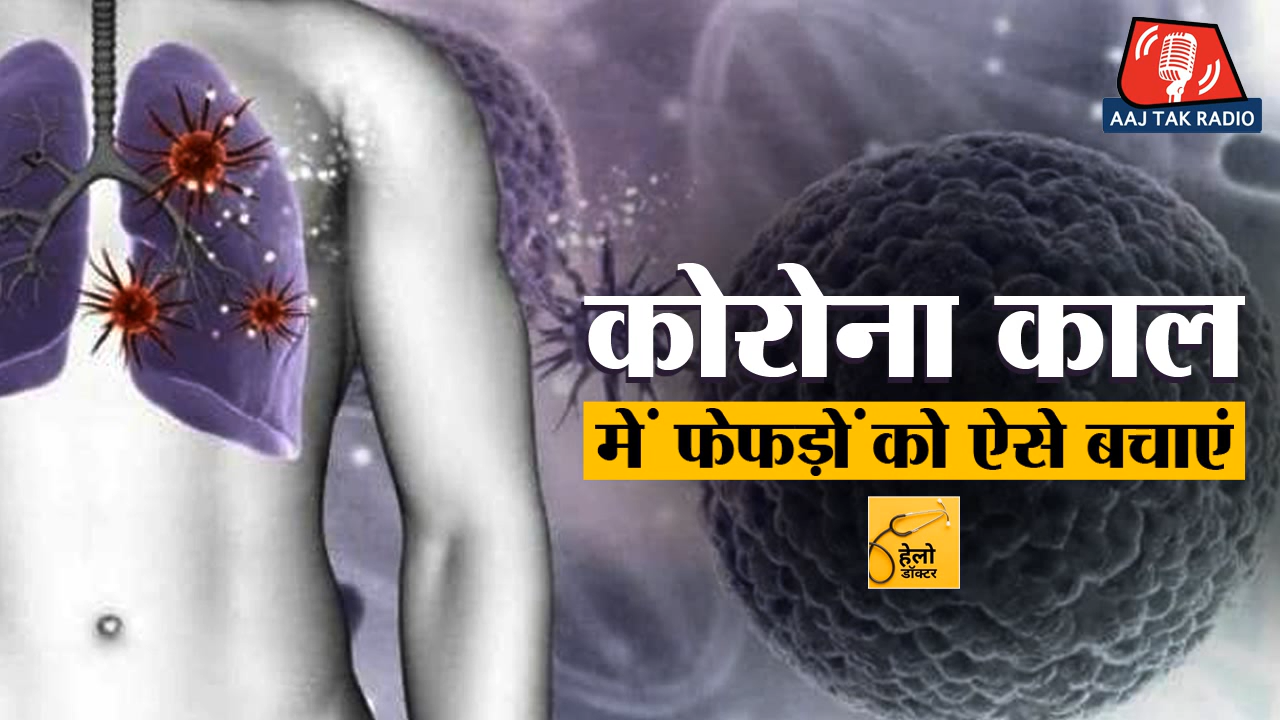 AAJ TAK RADIO
कोरोना काल
में फेफड़ों को ऐसे बचाएं
हेलो
डॉक्टर